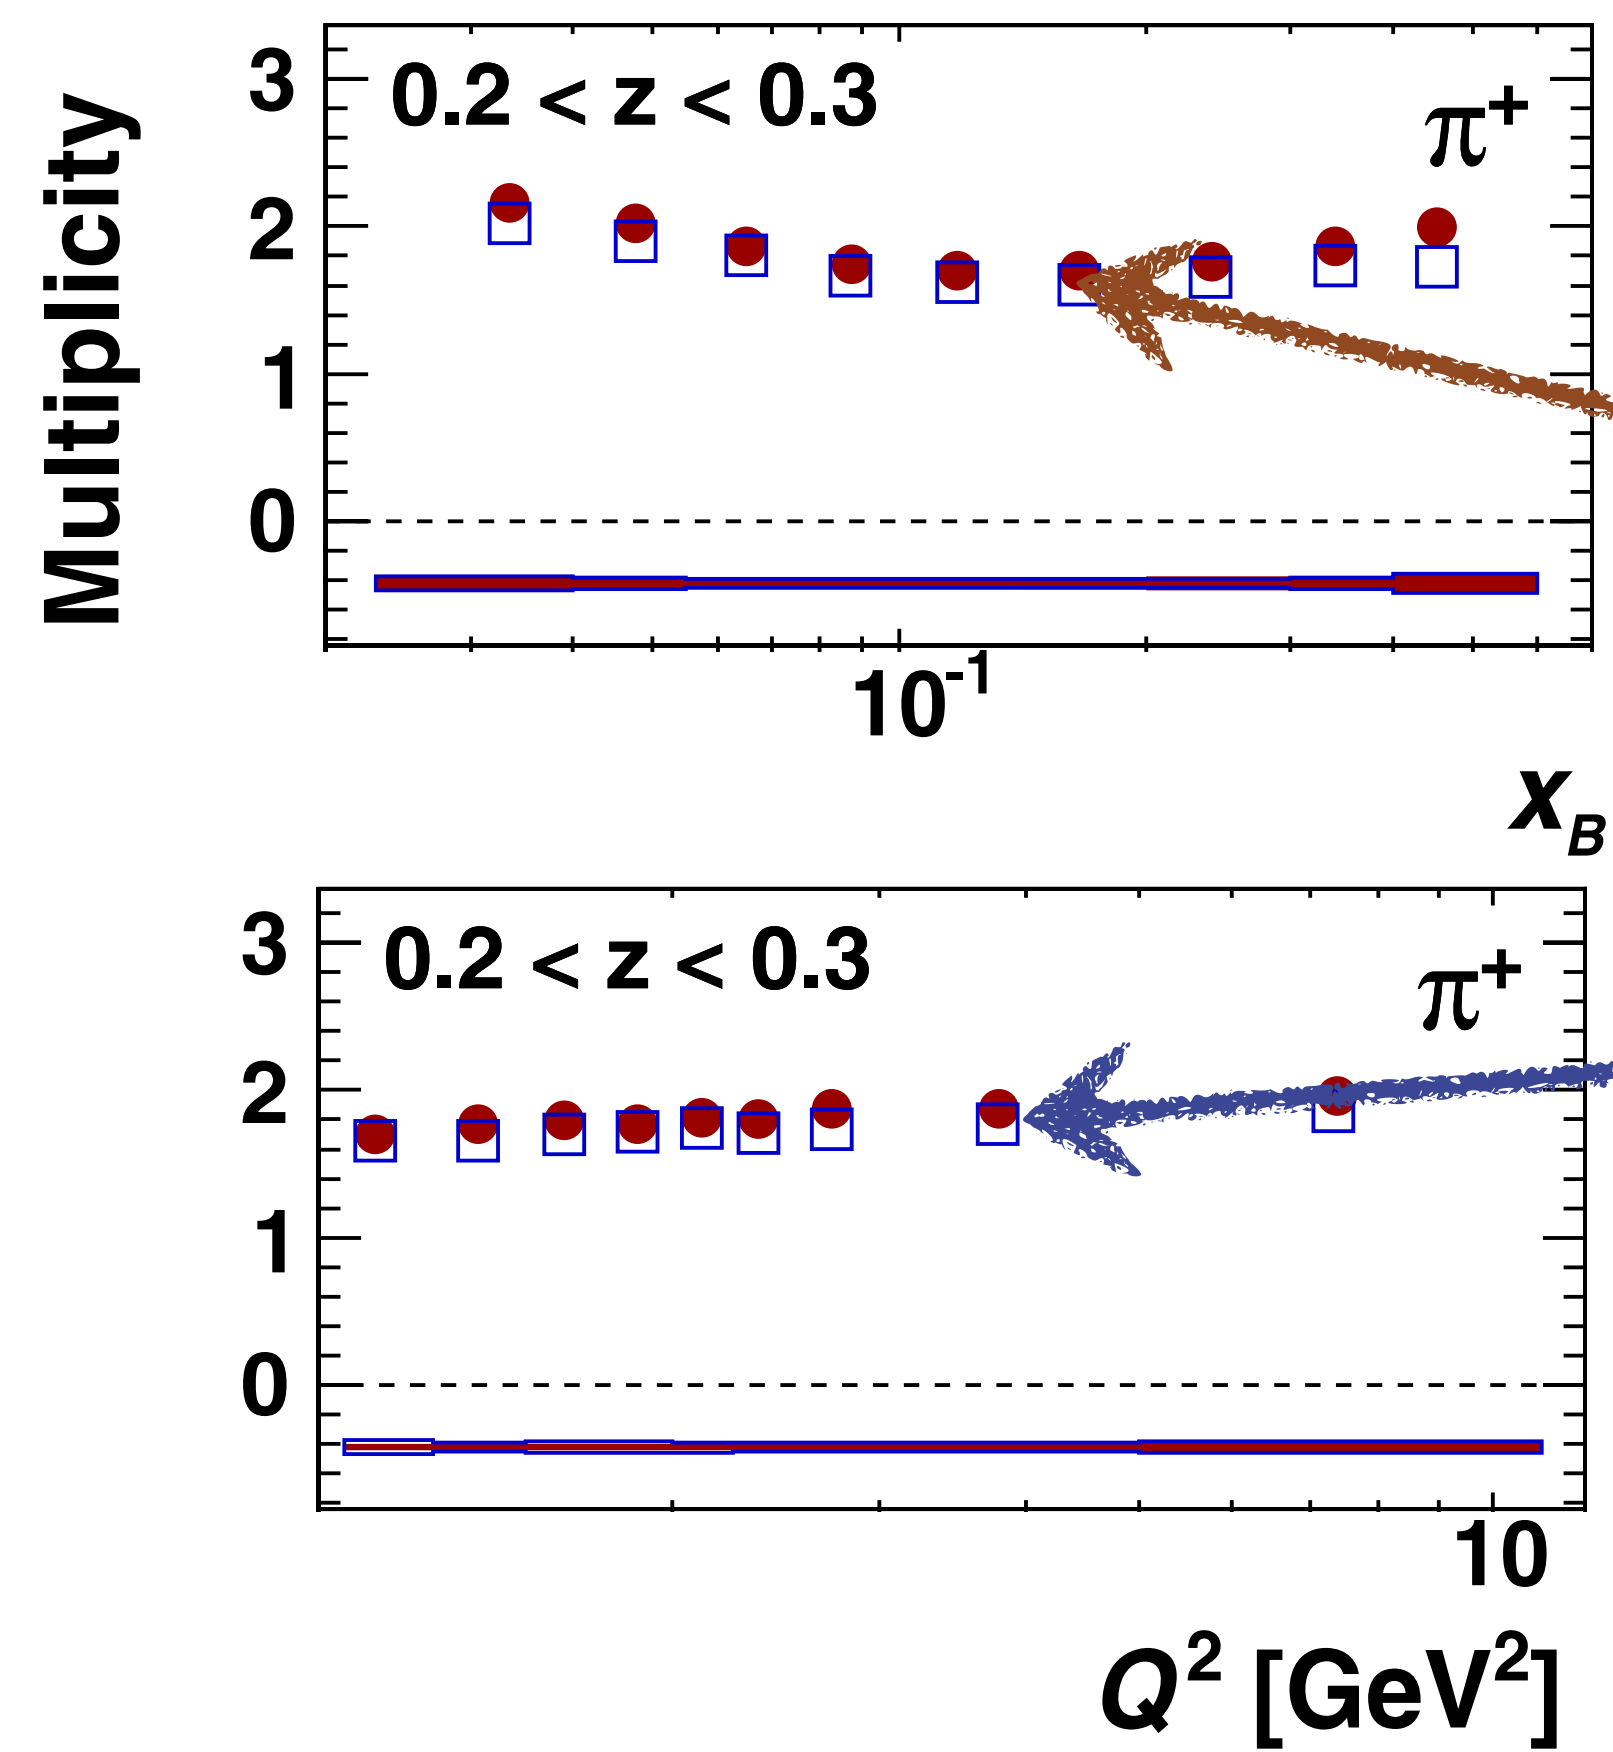 Multiplicity
0.2 < z < 0.3
π⁺
3
2
1
0
10⁻¹
x_B
0.2 < z < 0.3
π⁺
3
2
1
0
10
Q² [GeV²]